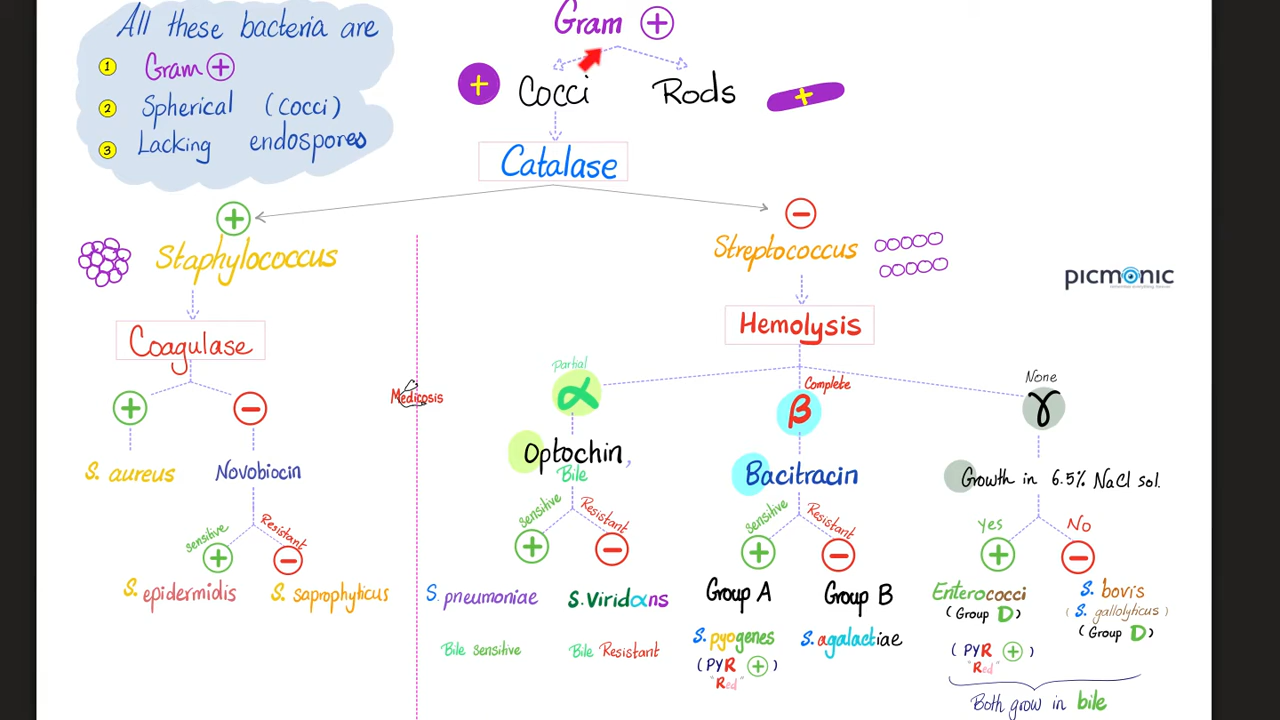 All these bacteria are
1 Gram +
2 Spherical (cocci)
3 Lacking endospores
Gram +
+ Cocci
Rods +
Catalase
+
−
Staphylococcus
Streptococcus
picmonic
Coagulase
Hemolysis
+
−
S. aureus
Novobiocin
Sensitive
Resistant
+
−
S. epidermidis
S. saprophyticus
Medicosis
Partial
α
Complete
β
None
γ
Optochin,
Bile
Bacitracin
Growth in 6.5% NaCl sol.
Sensitive
Resistant
+
−
Sensitive
Resistant
+
−
Yes
No
+
−
S. pneumoniae
S. Viridαns
Bile sensitive
Bile Resistant
Group A
Group B
S. pyogenes
S. agalactiae
(PYR +)
"Red"
Enterococci
(Group D)
(PYR +)
"Red"
S. bovis
(S. gallolyticus)
(Group D)
Both grow in bile